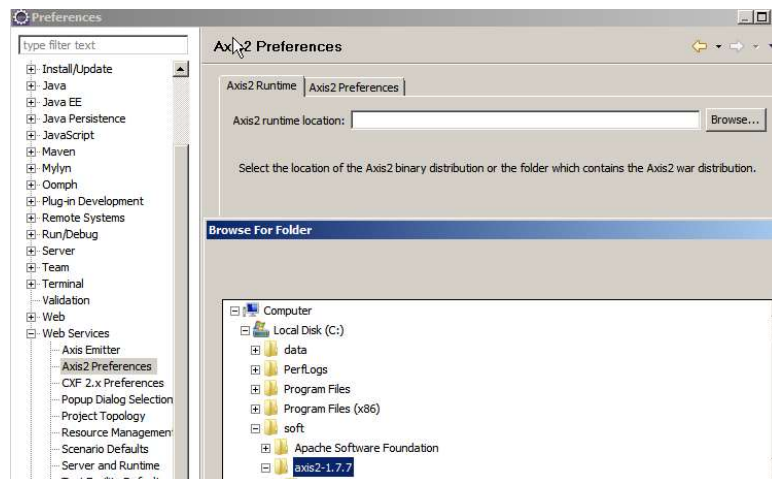 Preferences
type filter text
Install/Update
Java
Java EE
Java Persistence
JavaScript
Maven
Mylyn
Oomph
Plug-in Development
Remote Systems
Run/Debug
Server
Team
Terminal
Validation
Web
Web Services
Axis Emitter
Axis2 Preferences
CXF 2.x Preferences
Popup Dialog Selection
Project Topology
Resource Management
Scenario Defaults
Server and Runtime
Axis2 Preferences
Axis2 Runtime
Axis2 Preferences
Axis2 runtime location:
Browse...
Select the location of the Axis2 binary distribution or the folder which contains the Axis2 war distribution.
Browse For Folder
Computer
Local Disk (C:)
data
PerfLogs
Program Files
Program Files (x86)
soft
Apache Software Foundation
axis2-1.7.7